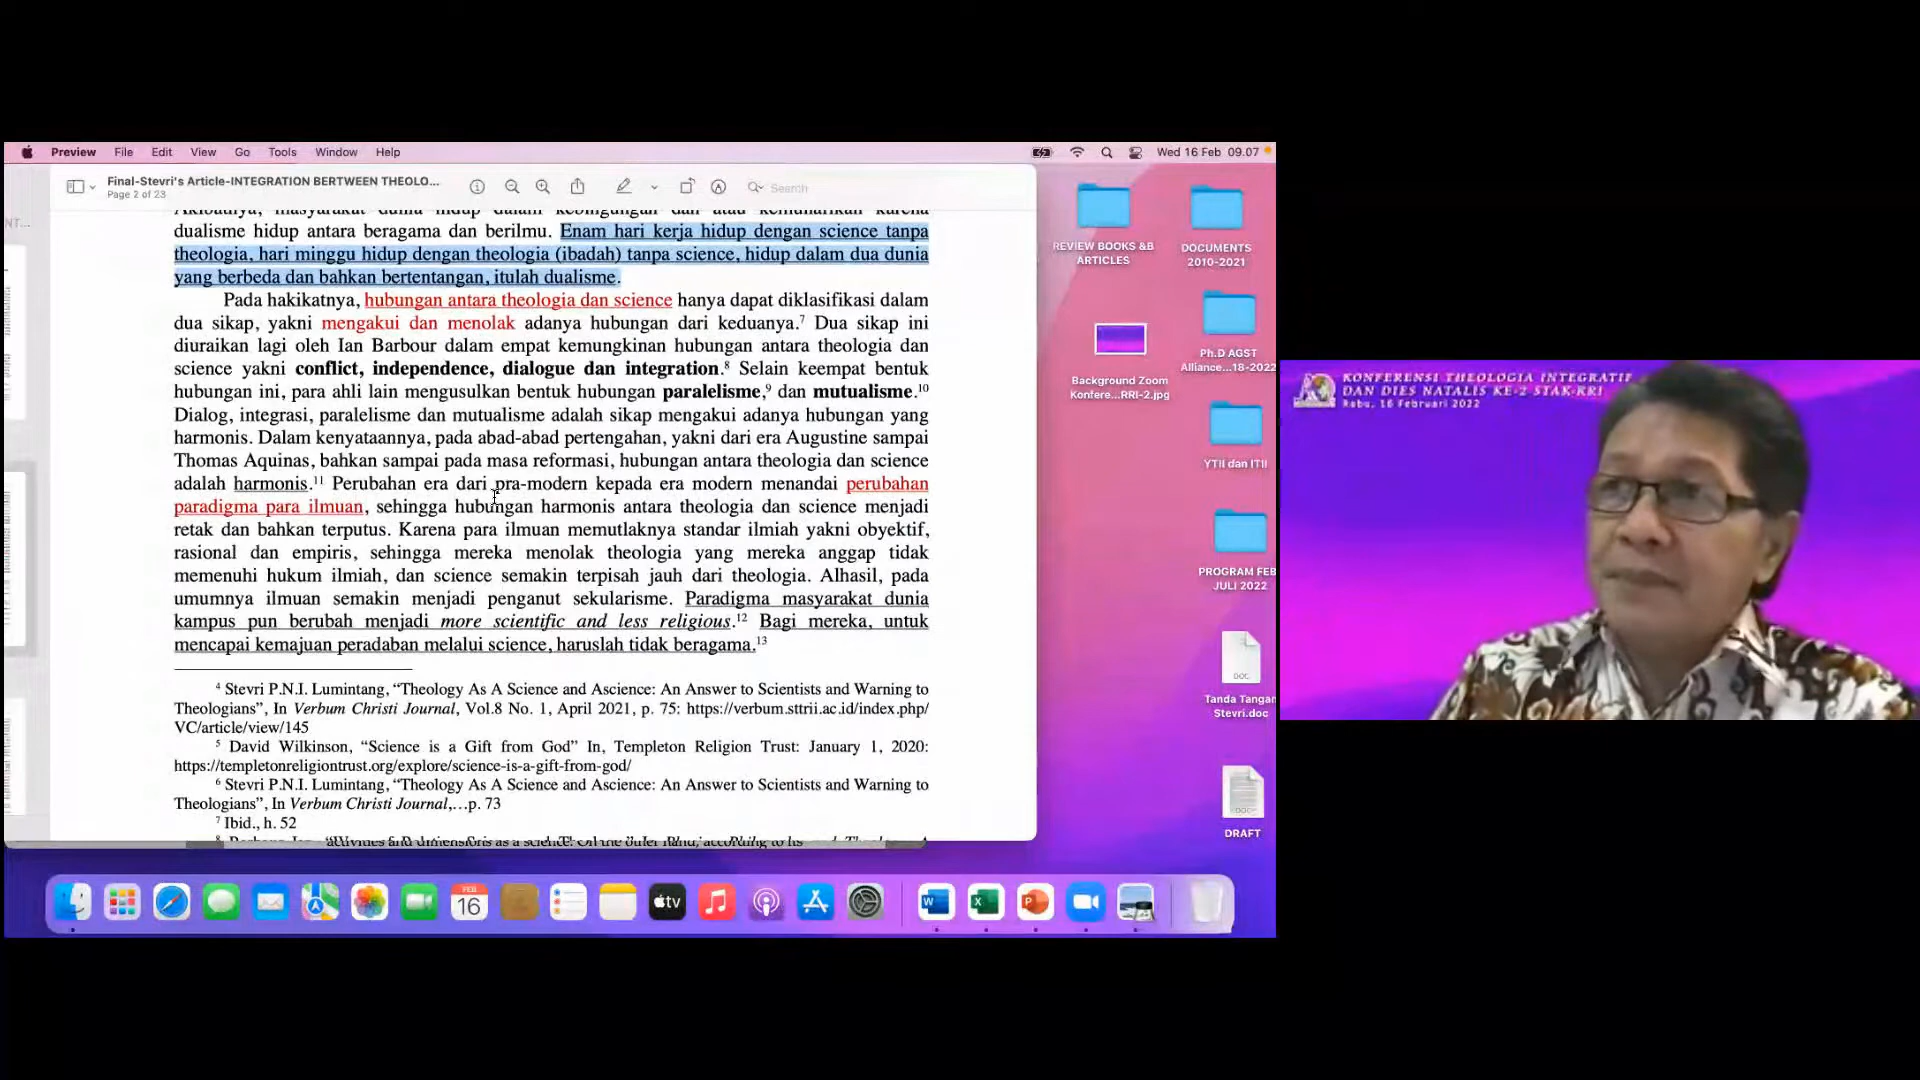 Preview File Edit View Go Tools Window Help
Wed 16 Feb 09.07
Final-Stevri's Article-INTEGRATION BERTWEEN THEOLO...
Page 2 of 23
Search
NT...
Akibatnya, masyarakat dunia hidup dalam kebingungan dan atau kemunafikan karena
dualisme hidup antara beragama dan berilmu. Enam hari kerja hidup dengan science tanpa
theologia, hari minggu hidup dengan theologia (ibadah) tanpa science, hidup dalam dua dunia
yang berbeda dan bahkan bertentangan, itulah dualisme.
Pada hakikatnya, hubungan antara theologia dan science hanya dapat diklasifikasi dalam
dua sikap, yakni mengakui dan menolak adanya hubungan dari keduanya.⁷ Dua sikap ini
diuraikan lagi oleh Ian Barbour dalam empat kemungkinan hubungan antara theologia dan
science yakni conflict, independence, dialogue dan integration.⁸ Selain keempat bentuk
hubungan ini, para ahli lain mengusulkan bentuk hubungan paralelisme,⁹ dan mutualisme.¹⁰
Dialog, integrasi, paralelisme dan mutualisme adalah sikap mengakui adanya hubungan yang
harmonis. Dalam kenyataannya, pada abad-abad pertengahan, yakni dari era Augustine sampai
Thomas Aquinas, bahkan sampai pada masa reformasi, hubungan antara theologia dan science
adalah harmonis.¹¹ Perubahan era dari pra-modern kepada era modern menandai perubahan
paradigma para ilmuan, sehingga hubungan harmonis antara theologia dan science menjadi
retak dan bahkan terputus. Karena para ilmuan memutlaknya standar ilmiah yakni obyektif,
rasional dan empiris, sehingga mereka menolak theologia yang mereka anggap tidak
memenuhi hukum ilmiah, dan science semakin terpisah jauh dari theologia. Alhasil, pada
umumnya ilmuan semakin menjadi penganut sekularisme. Paradigma masyarakat dunia
kampus pun berubah menjadi more scientific and less religious.¹² Bagi mereka, untuk
mencapai kemajuan peradaban melalui science, haruslah tidak beragama.¹³
⁴ Stevri P.N.I. Lumintang, “Theology As A Science and Ascience: An Answer to Scientists and Warning to
Theologians”, In Verbum Christi Journal, Vol.8 No. 1, April 2021, p. 75: https://verbum.sttrii.ac.id/index.php/
VC/article/view/145
⁵ David Wilkinson, “Science is a Gift from God” In, Templeton Religion Trust: January 1, 2020:
https://templetonreligiontrust.org/explore/science-is-a-gift-from-god/
⁶ Stevri P.N.I. Lumintang, “Theology As A Science and Ascience: An Answer to Scientists and Warning to
Theologians”, In Verbum Christi Journal,…p. 73
⁷ Ibid., h. 52
REVIEW BOOKS &B
ARTICLES
DOCUMENTS
2010-2021
Background Zoom
Konfere...RRI-2.jpg
Ph.D AGST
Alliance...18-2022
YTII dan ITII
PROGRAM FEB
JULI 2022
DOC
Tanda Tangan
Stevri.doc
DRAFT
FEB
16
tv
W
X
P
KONFERENSI THEOLOGIA INTEGRATIF
DAN DIES NATALIS KE-2 STAK-RRI
Rabu, 16 Februari 2022